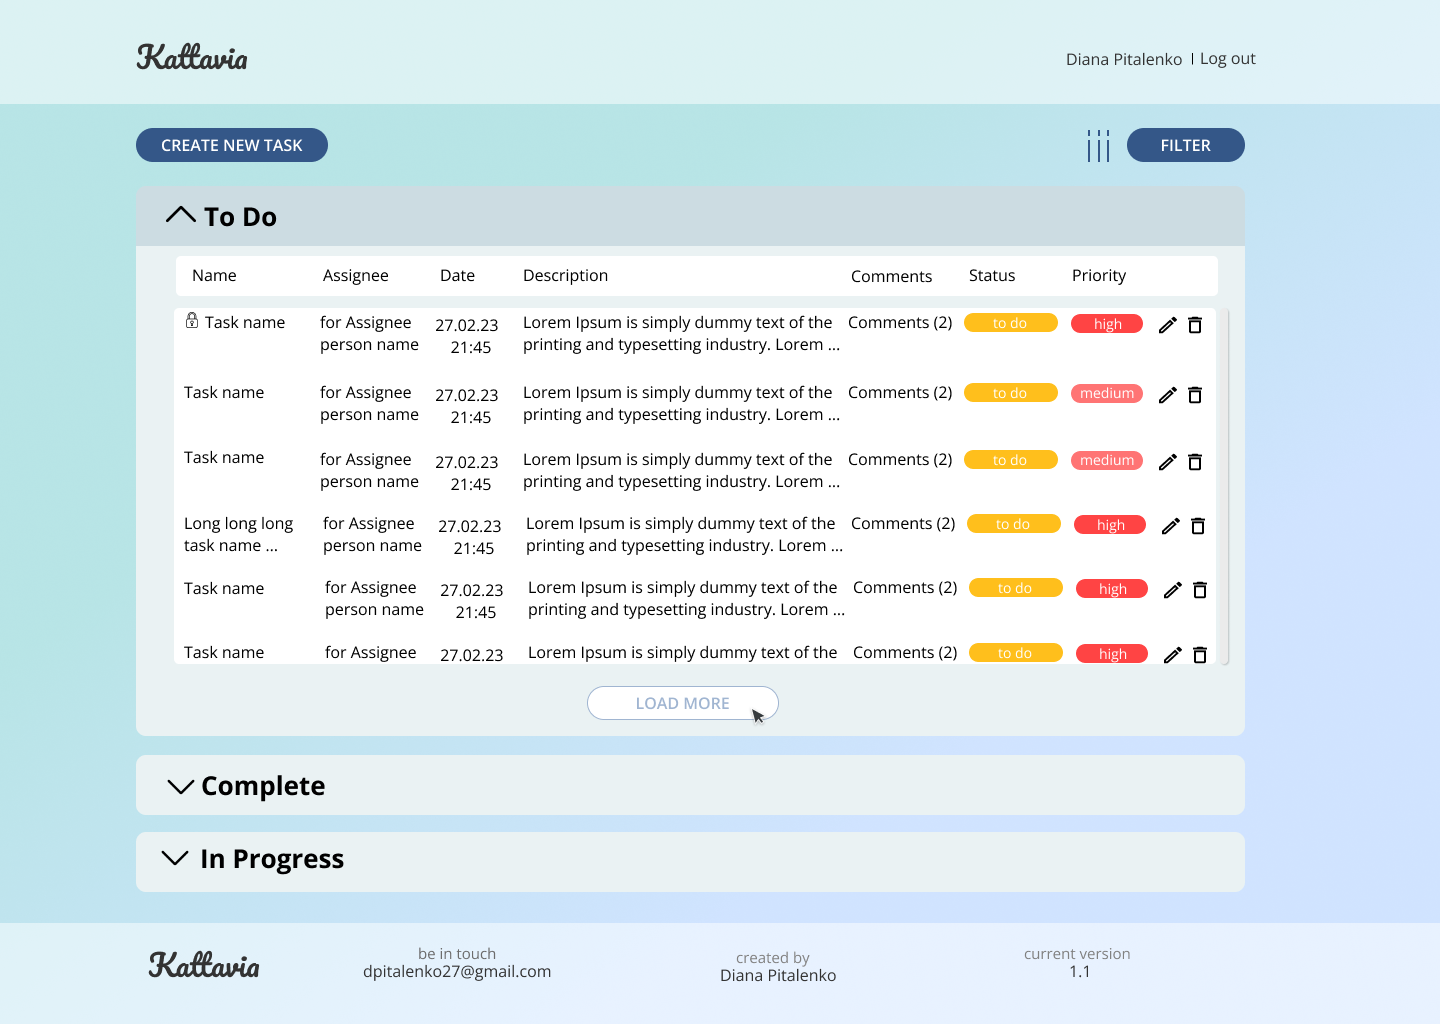 Kattavia
Diana Pitalenko | Log out
CREATE NEW TASK
FILTER
To Do
Name Assignee Date Description Comments Status Priority
Task name for Assignee 27.02.23 Lorem Ipsum is simply dummy text of the Comments (2) to do high
person name 21:45 printing and typesetting industry. Lorem ...
Task name for Assignee 27.02.23 Lorem Ipsum is simply dummy text of the Comments (2) to do medium
person name 21:45 printing and typesetting industry. Lorem ...
Task name for Assignee 27.02.23 Lorem Ipsum is simply dummy text of the Comments (2) to do medium
person name 21:45 printing and typesetting industry. Lorem ...
Long long long for Assignee 27.02.23 Lorem Ipsum is simply dummy text of the Comments (2) to do high
task name ... person name 21:45 printing and typesetting industry. Lorem ...
Task name for Assignee 27.02.23 Lorem Ipsum is simply dummy text of the Comments (2) to do high
person name 21:45 printing and typesetting industry. Lorem ...
Task name for Assignee 27.02.23 Lorem Ipsum is simply dummy text of the Comments (2) to do high
LOAD MORE
Complete
In Progress
Kattavia
be in touch
dpitalenko27@gmail.com
created by
Diana Pitalenko
current version
1.1